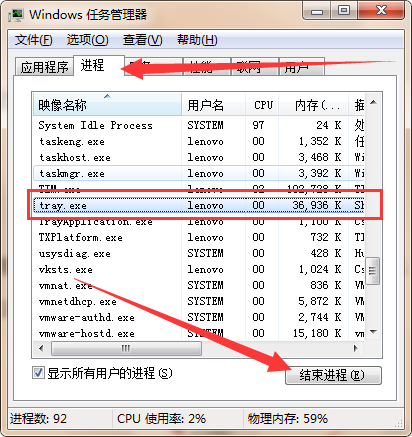 Windows 任务管理器
文件(F) 选项(O) 查看(V) 帮助(H)
应用程序 进程 性能 联网 用户
映像名称 用户名 CPU 内存(... 描
System Idle Process SYSTEM 97 24 K 处
taskeng.exe lenovo 00 1,352 K 任
taskhost.exe lenovo 00 3,468 K Wi
taskmgr.exe lenovo 00 3,392 K Wi
TIM.exe lenovo 02 102,728 K
tray.exe lenovo 00 36,936 K Sh
TrayApplication.exe lenovo 00 1,100 K Cs
TXPlatform.exe lenovo 00 732 K Tl
usysdiag.exe SYSTEM 00 428 K Hu
vksts.exe lenovo 00 1,024 K Cs
vmnat.exe SYSTEM 00 836 K VM
vmnetdhcp.exe SYSTEM 00 5,872 K VM
vmware-authd.exe SYSTEM 00 2,744 K VM
vmware-hostd.exe SYSTEM 00 15,180 K
显示所有用户的进程(S) 结束进程(E)
进程数: 92 CPU 使用率: 2% 物理内存: 59%